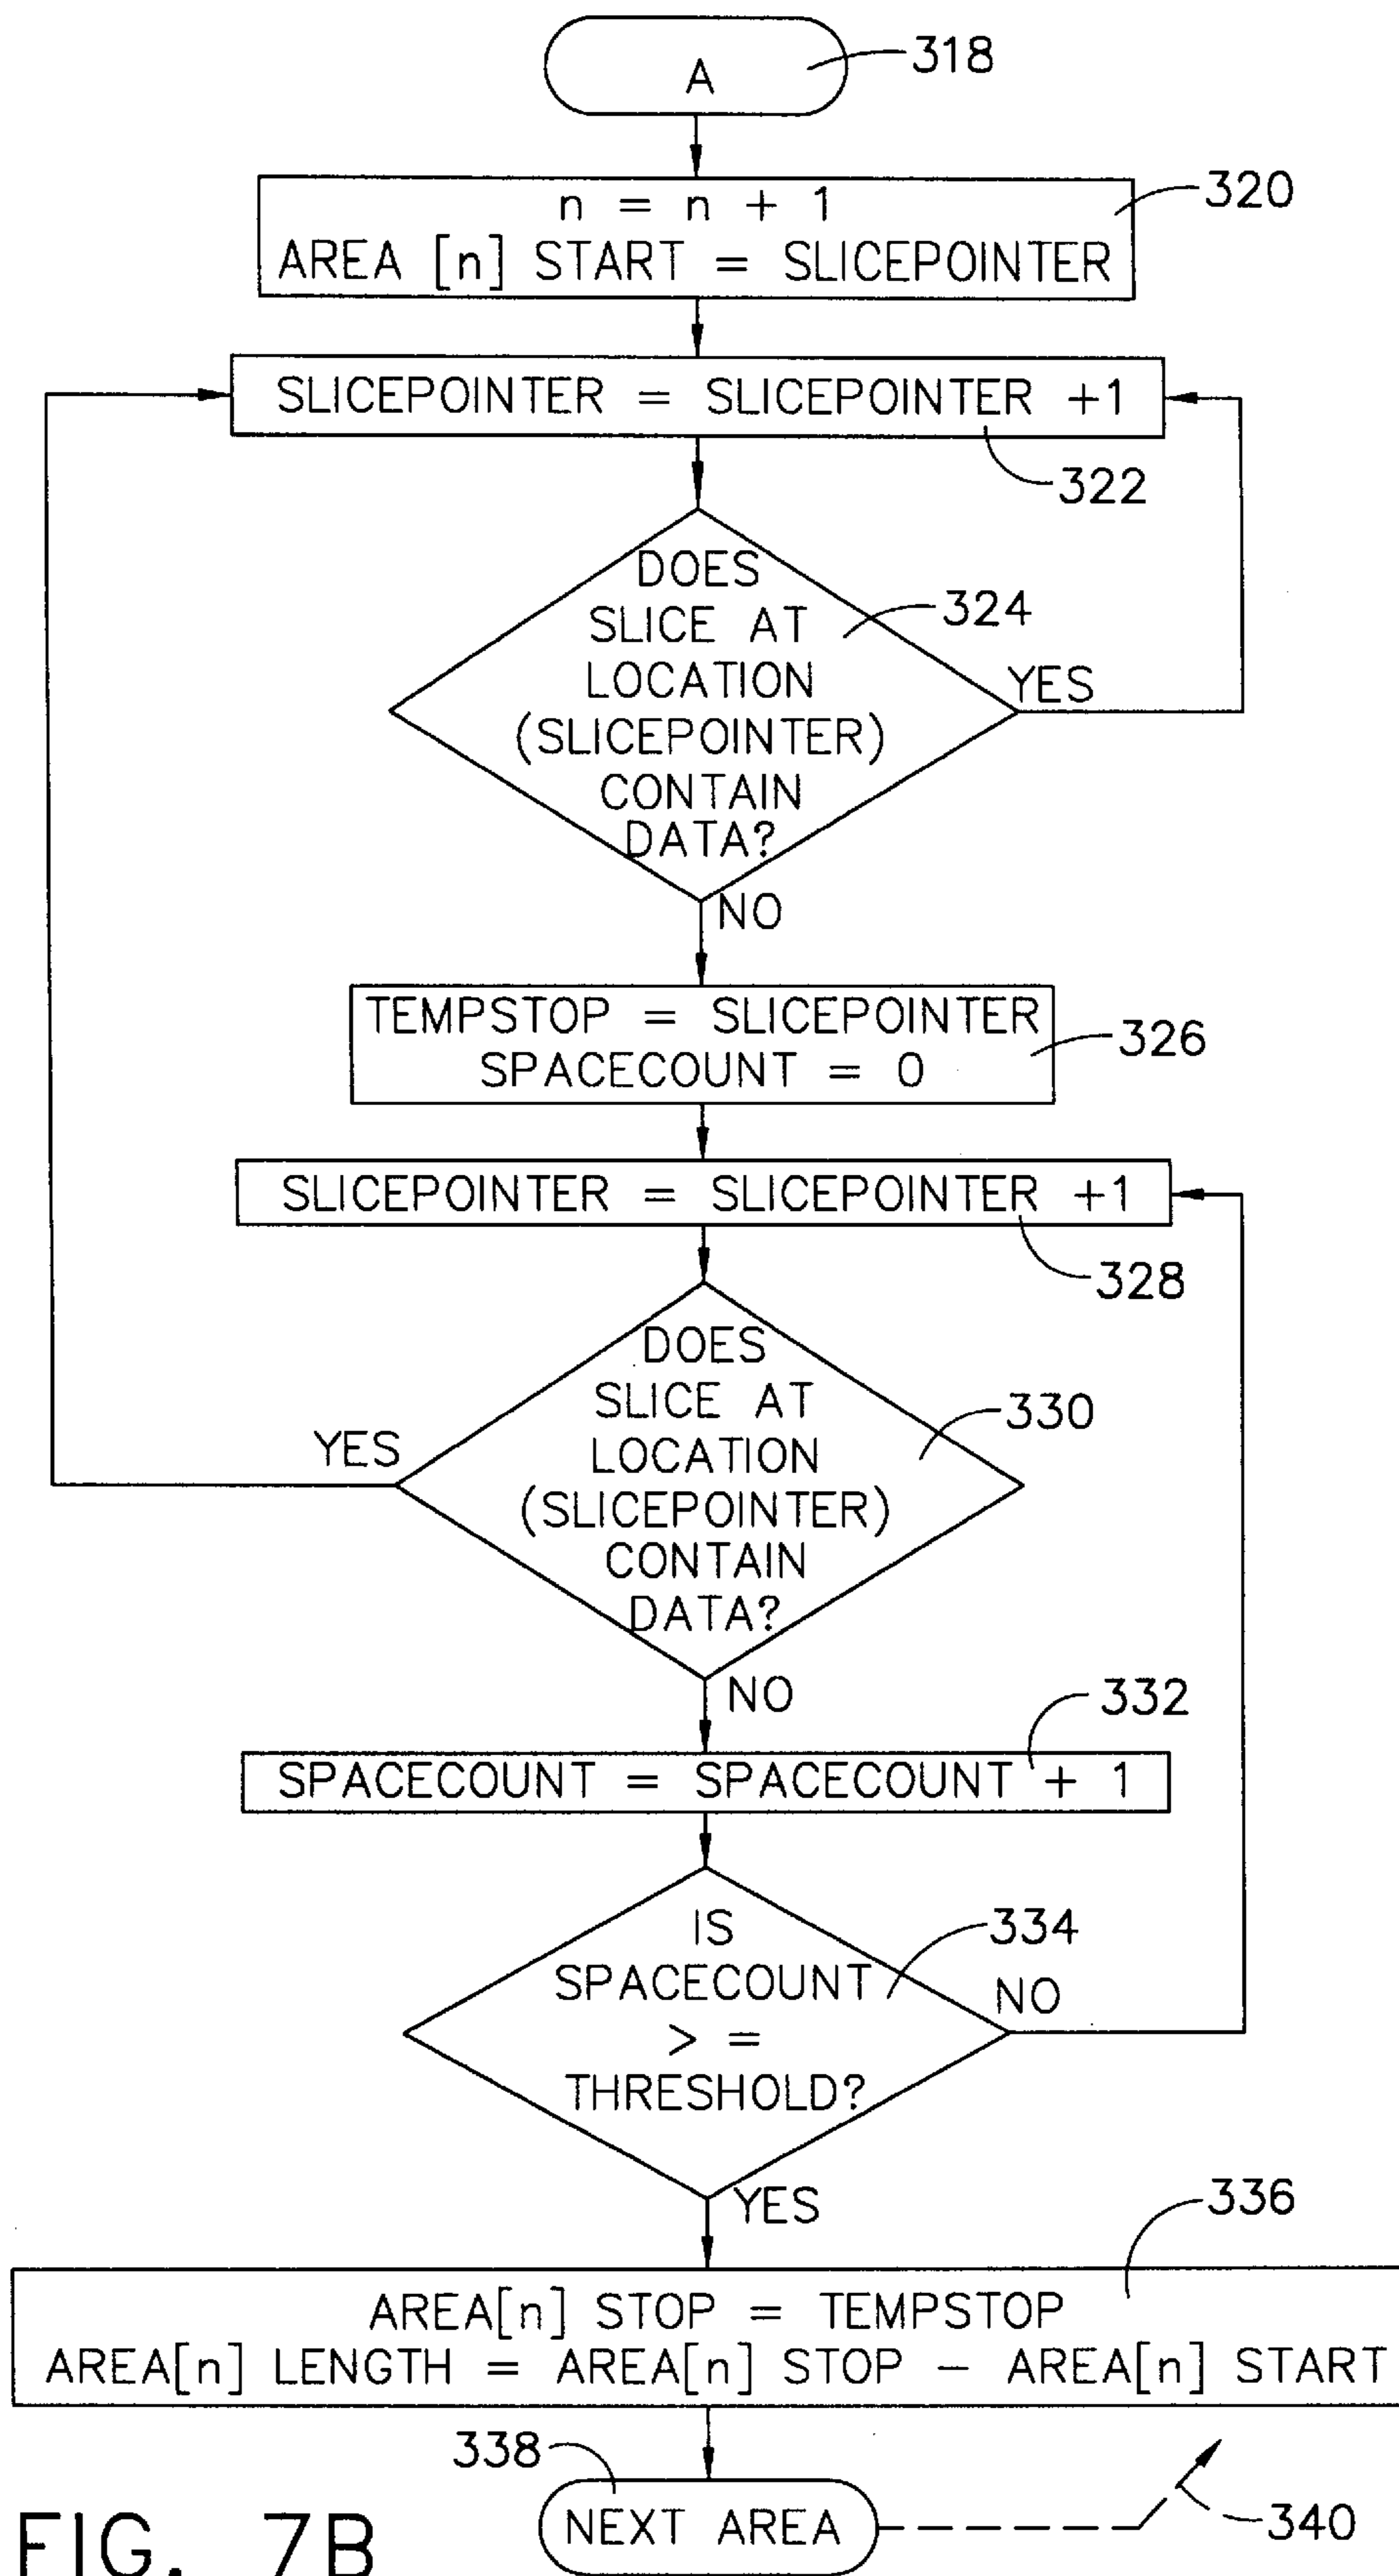 A
318
n = n + 1
AREA [n] START = SLICEPOINTER
320
SLICEPOINTER = SLICEPOINTER +1
322
DOES
SLICE AT
LOCATION
(SLICEPOINTER)
CONTAIN
DATA?
324
YES
NO
TEMPSTOP = SLICEPOINTER
SPACECOUNT = 0
326
SLICEPOINTER = SLICEPOINTER +1
328
DOES
SLICE AT
LOCATION
(SLICEPOINTER)
CONTAIN
DATA?
330
YES
NO
332
SPACECOUNT = SPACECOUNT + 1
IS
SPACECOUNT
> =
THRESHOLD?
334
NO
YES
336
AREA[n] STOP = TEMPSTOP
AREA[n] LENGTH = AREA[n] STOP – AREA[n] START
338
NEXT AREA
340
FIG. 7B